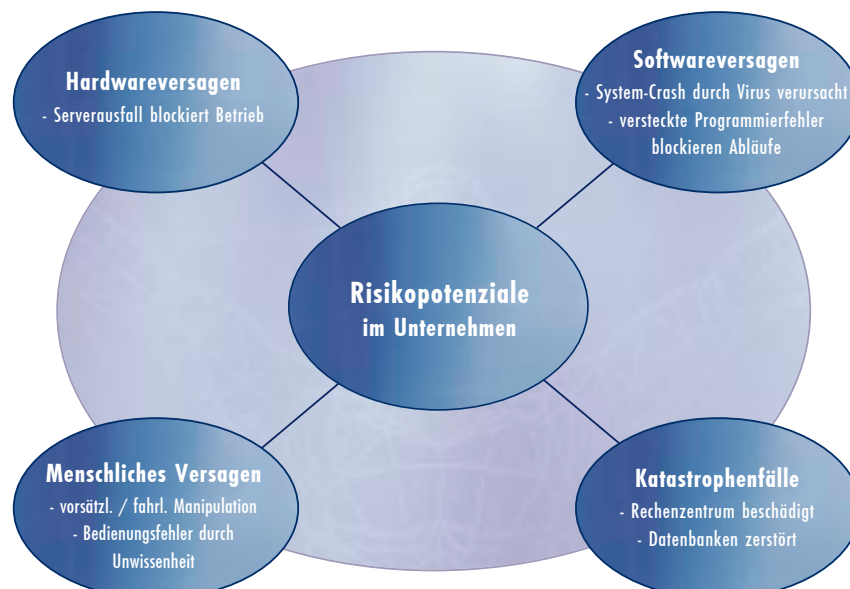 Hardwareversagen
- Serverausfall blockiert Betrieb
Softwareversagen
- System-Crash durch Virus verursacht
- versteckte Programmierfehler
blockieren Abläufe
Risikopotenziale
im Unternehmen
Menschliches Versagen
- vorsätzl. / fahrl. Manipulation
- Bedienungsfehler durch
Unwissenheit
Katastrophenfälle
- Rechenzentrum beschädigt
- Datenbanken zerstört